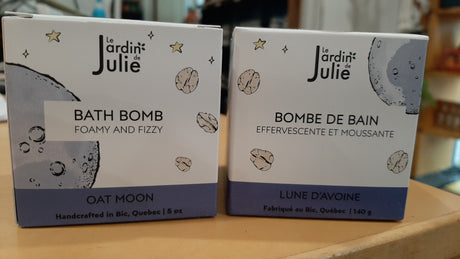 Le
Jardin
de
Julie
BATH BOMB
FOAMY AND FIZZY
OAT MOON
Handcrafted in Bic, Quebec | 5 oz
Le
Jardin
de
Julie
BOMBE DE BAIN
EFFERVESCENTE ET MOUSSANTE
LUNE D'AVOINE
Fabriqué au Bic, Québec | 140 g